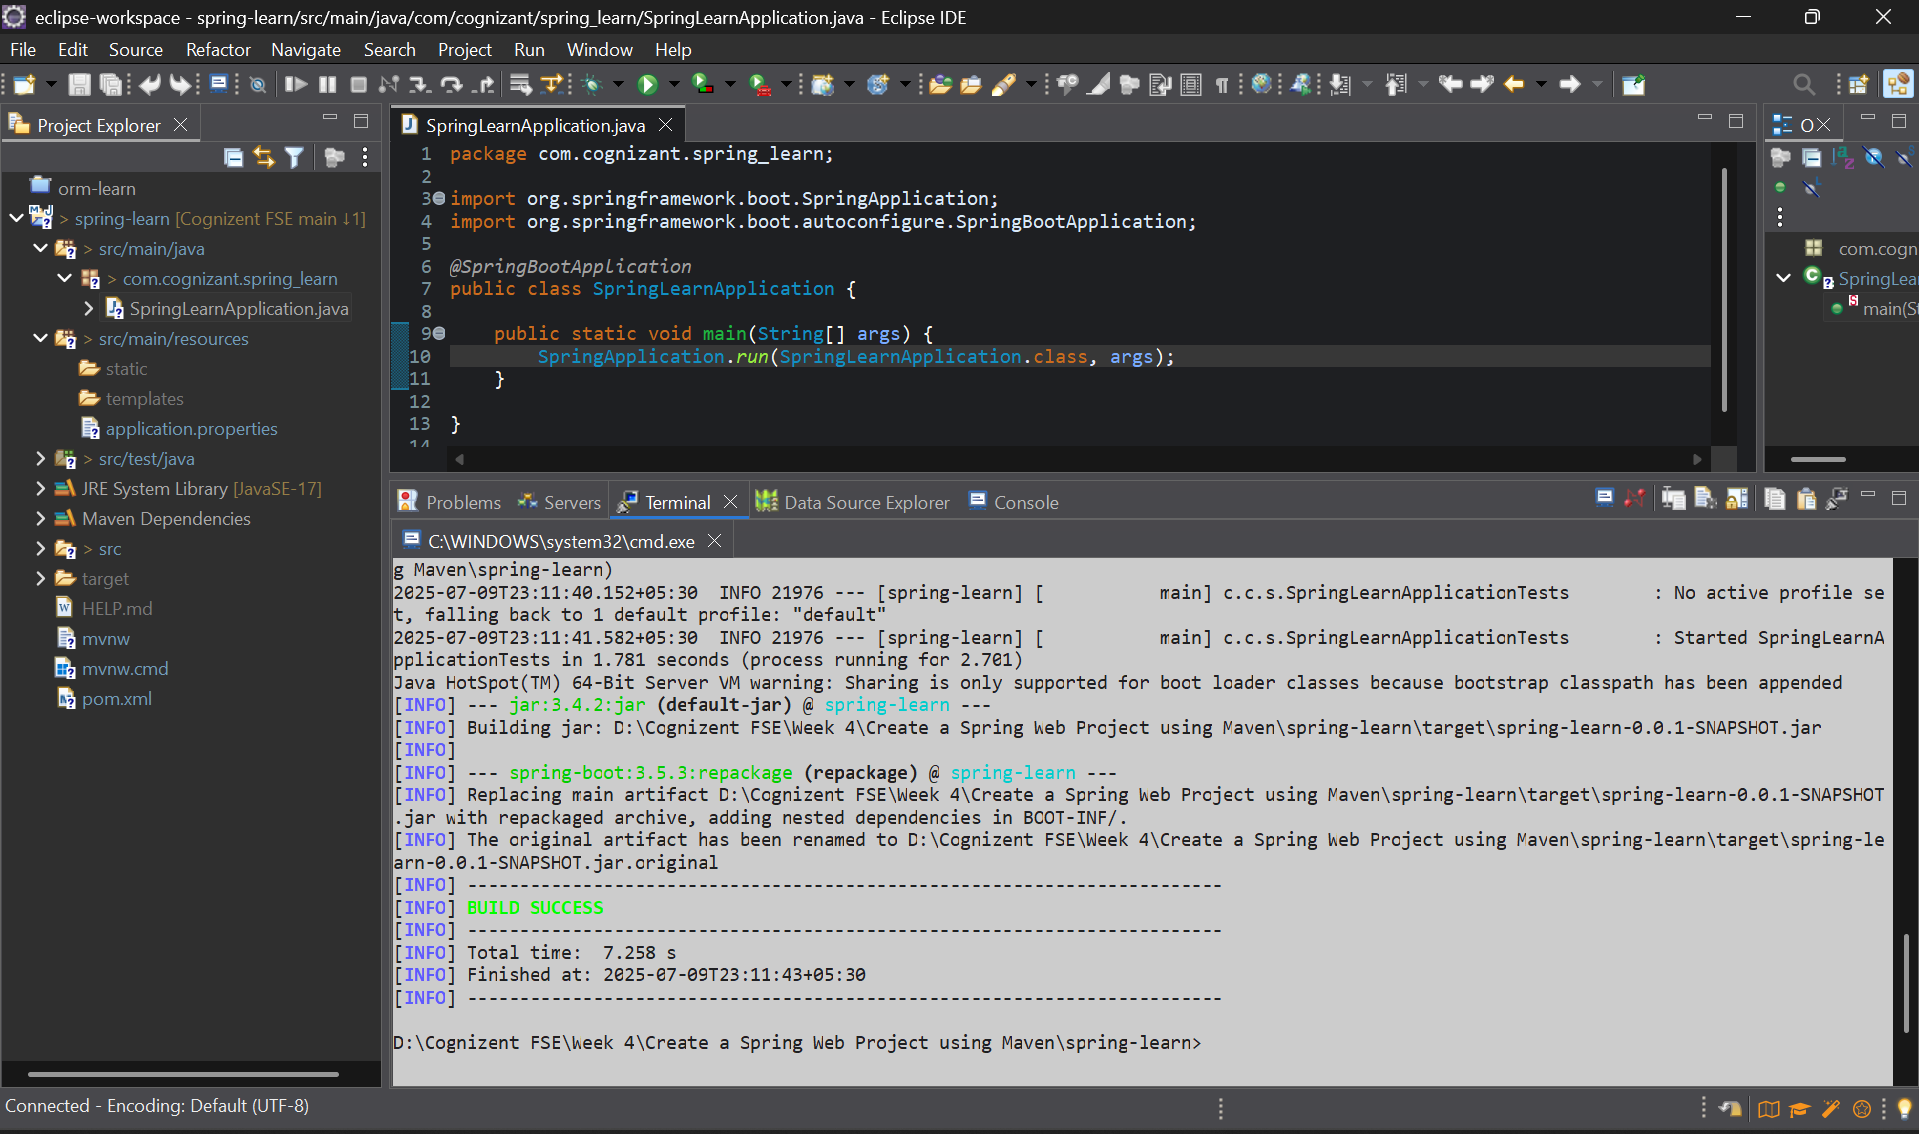 eclipse-workspace - spring-learn/src/main/java/com/cognizant/spring_learn/SpringLearnApplication.java - Eclipse IDE
File Edit Source Refactor Navigate Search Project Run Window Help
Project Explorer
orm-learn
> spring-learn [Cognizent FSE main ↓1]
> src/main/java
> com.cognizant.spring_learn
SpringLearnApplication.java
> src/main/resources
static
templates
application.properties
> src/test/java
JRE System Library [JavaSE-17]
Maven Dependencies
> src
target
HELP.md
mvnw
mvnw.cmd
pom.xml
SpringLearnApplication.java
1 package com.cognizant.spring_learn;
2
3 import org.springframework.boot.SpringApplication;
4 import org.springframework.boot.autoconfigure.SpringBootApplication;
5
6 @SpringBootApplication
7 public class SpringLearnApplication {
8
9 public static void main(String[] args) {
10 SpringApplication.run(SpringLearnApplication.class, args);
11 }
12
13 }
14
O
com.cogn
SpringLea
main(St
Problems Servers Terminal Data Source Explorer Console
C:\WINDOWS\system32\cmd.exe
g Maven\spring-learn)
2025-07-09T23:11:40.152+05:30 INFO 21976 --- [spring-learn] [ main] c.c.s.SpringLearnApplicationTests : No active profile se
t, falling back to 1 default profile: "default"
2025-07-09T23:11:41.582+05:30 INFO 21976 --- [spring-learn] [ main] c.c.s.SpringLearnApplicationTests : Started SpringLearnA
pplicationTests in 1.781 seconds (process running for 2.701)
Java HotSpot(TM) 64-Bit Server VM warning: Sharing is only supported for boot loader classes because bootstrap classpath has been appended
[INFO] --- jar:3.4.2:jar (default-jar) @ spring-learn ---
[INFO] Building jar: D:\Cognizent FSE\Week 4\Create a Spring Web Project using Maven\spring-learn\target\spring-learn-0.0.1-SNAPSHOT.jar
[INFO]
[INFO] --- spring-boot:3.5.3:repackage (repackage) @ spring-learn ---
[INFO] Replacing main artifact D:\Cognizent FSE\Week 4\Create a Spring Web Project using Maven\spring-learn\target\spring-learn-0.0.1-SNAPSHOT
.jar with repackaged archive, adding nested dependencies in BOOT-INF/.
[INFO] The original artifact has been renamed to D:\Cognizent FSE\Week 4\Create a Spring Web Project using Maven\spring-learn\target\spring-le
arn-0.0.1-SNAPSHOT.jar.original
[INFO] ------------------------------------------------------------------------
[INFO] BUILD SUCCESS
[INFO] ------------------------------------------------------------------------
[INFO] Total time: 7.258 s
[INFO] Finished at: 2025-07-09T23:11:43+05:30
[INFO] ------------------------------------------------------------------------
D:\Cognizent FSE\Week 4\Create a Spring Web Project using Maven\spring-learn>
Connected - Encoding: Default (UTF-8)